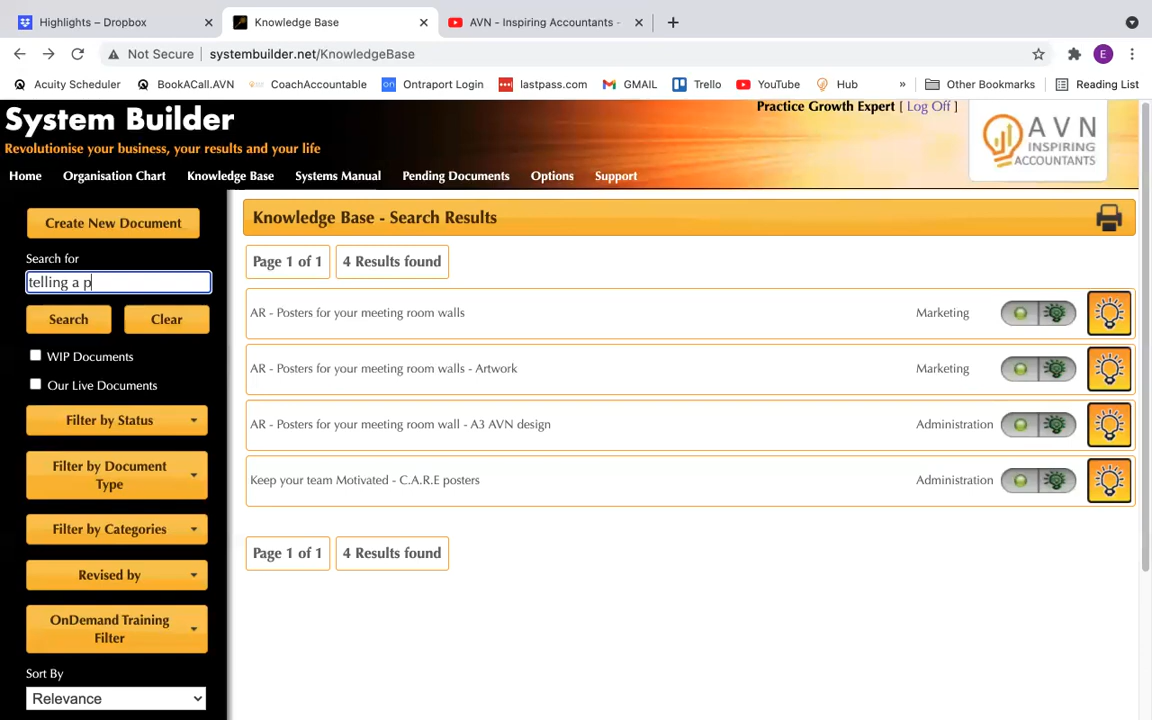 Highlights – Dropbox
Knowledge Base
AVN - Inspiring Accountants -
Not Secure
systembuilder.net/KnowledgeBase
E
Acuity Scheduler
BookACall.AVN
CoachAccountable
on
Ontraport Login
lastpass.com
GMAIL
Trello
YouTube
Hub
»
Other Bookmarks
Reading List
System Builder
Revolutionise your business, your results and your life
Practice Growth Expert [ Log Off ]
AVN
INSPIRING
ACCOUNTANTS
Home
Organisation Chart
Knowledge Base
Systems Manual
Pending Documents
Options
Support
Create New Document
Search for
telling a p
Search
Clear
WIP Documents
Our Live Documents
Filter by Status
Filter by Document
Type
Filter by Categories
Revised by
OnDemand Training
Filter
Sort By
Relevance
Knowledge Base - Search Results
Page 1 of 1
4 Results found
AR - Posters for your meeting room walls
Marketing
AR - Posters for your meeting room walls - Artwork
Marketing
AR - Posters for your meeting room wall - A3 AVN design
Administration
Keep your team Motivated - C.A.R.E posters
Administration
Page 1 of 1
4 Results found